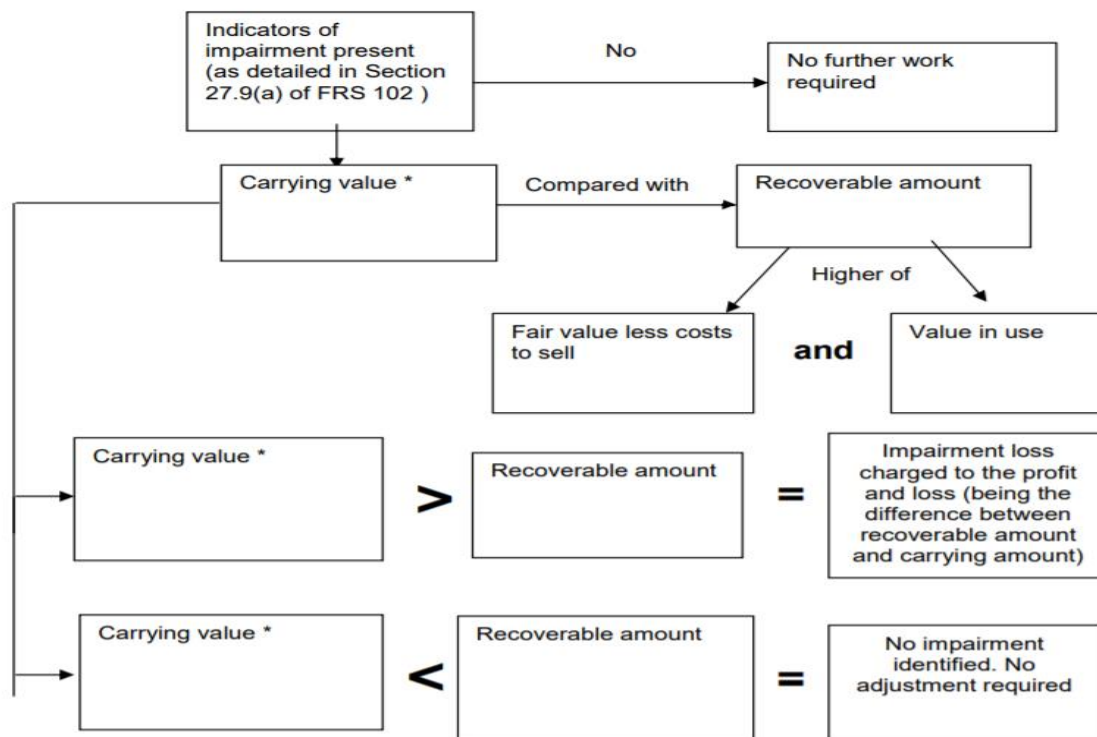 Indicators of
impairment present
(as detailed in Section
27.9(a) of FRS 102 )
No
No further work
required
Carrying value *
Compared with
Recoverable amount
Higher of
Fair value less costs
to sell
and
Value in use
Carrying value *
>
Recoverable amount
=
Impairment loss
charged to the profit
and loss (being the
difference between
recoverable amount
and carrying amount)
Carrying value *
<
Recoverable amount
=
No impairment
identified. No
adjustment required